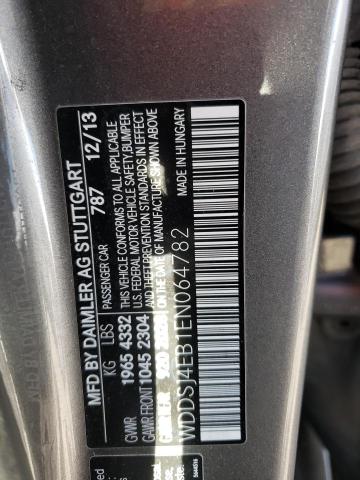 MFD BY DAIMLER AG STUTTGART
PASSENGER CAR 787 12/13
KG LBS
GVWR 1965 4332
GAWR FRONT 1045 2304
THIS VEHICLE CONFORMS TO ALL APPLICABLE
U.S. FEDERAL MOTOR VEHICLE SAFETY, BUMPER
AND THEFT PREVENTION STANDARDS IN EFFECT
ON THE DATE OF MANUFACTURE SHOWN ABOVE
MADE IN HUNGARY
WDDSJ4EB1EN064782